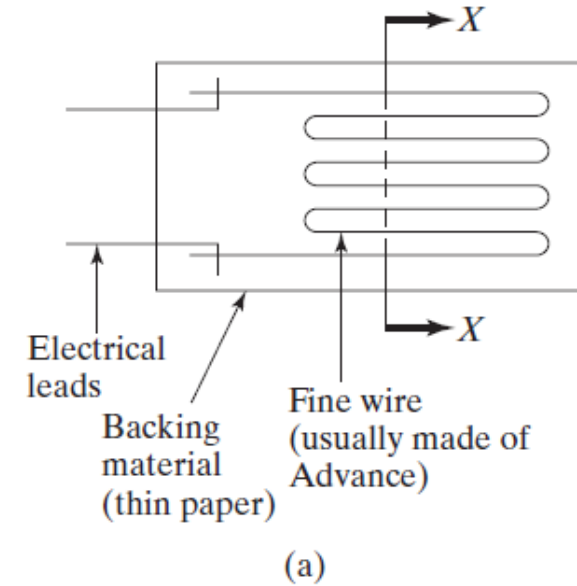 X
X
Electrical
leads
Backing
material
(thin paper)
Fine wire
(usually made of
Advance)
(a)